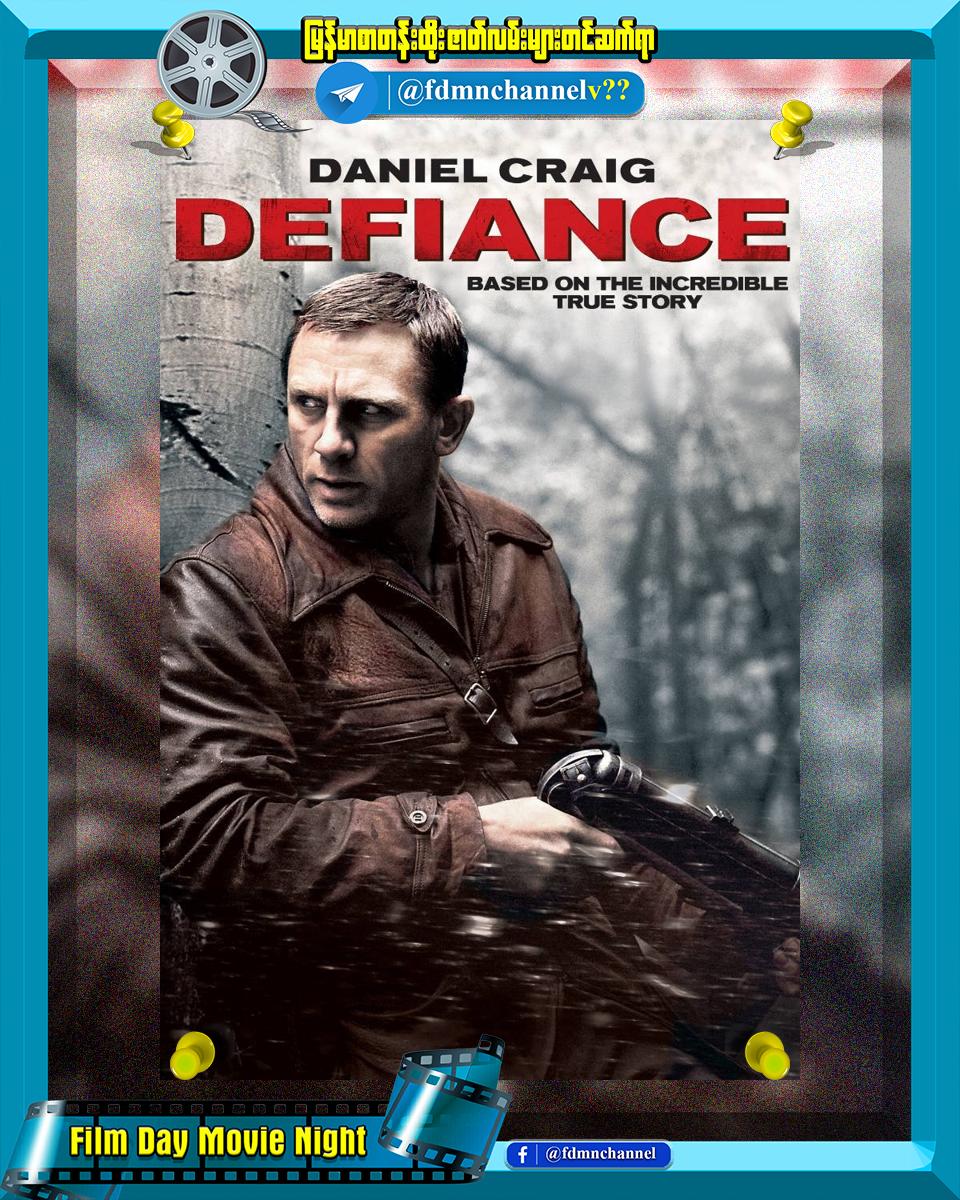 မြန်မာစာတန်းထိုးဇာတ်လမ်းများတင်ဆက်ရာ
@fdmnchannelv??
DANIEL CRAIG
DEFIANCE
BASED ON THE INCREDIBLE
TRUE STORY
Film Day Movie Night
@fdmnchannel